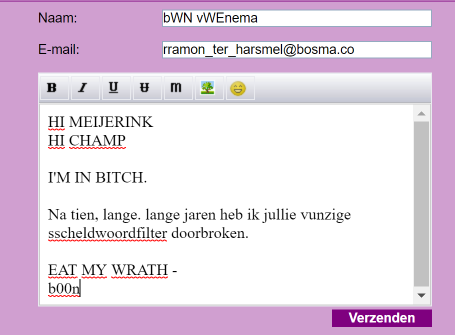 Naam: bWN vWEnema
E-mail: rramon_ter_harsmel@bosma.co
B I U U M
HI MEIJERINK
HI CHAMP
I'M IN BITCH.
Na tien, lange. lange jaren heb ik jullie vunzige
sscheldwoordfilter doorbroken.
EAT MY WRATH -
b00n
Verzenden